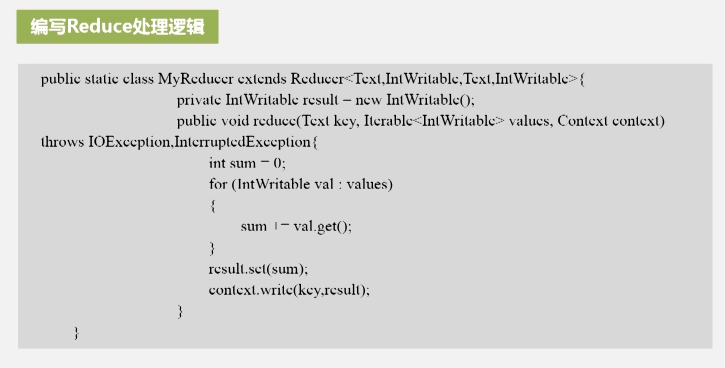 编写Reduce处理逻辑
public static class MyReducer extends Reducer<Text,IntWritable,Text,IntWritable>{
private IntWritable result = new IntWritable();
public void reduce(Text key, Iterable<IntWritable> values, Context context)
throws IOException,InterruptedException{
int sum = 0;
for (IntWritable val : values)
{
sum += val.get();
}
result.set(sum);
context.write(key,result);
}
}